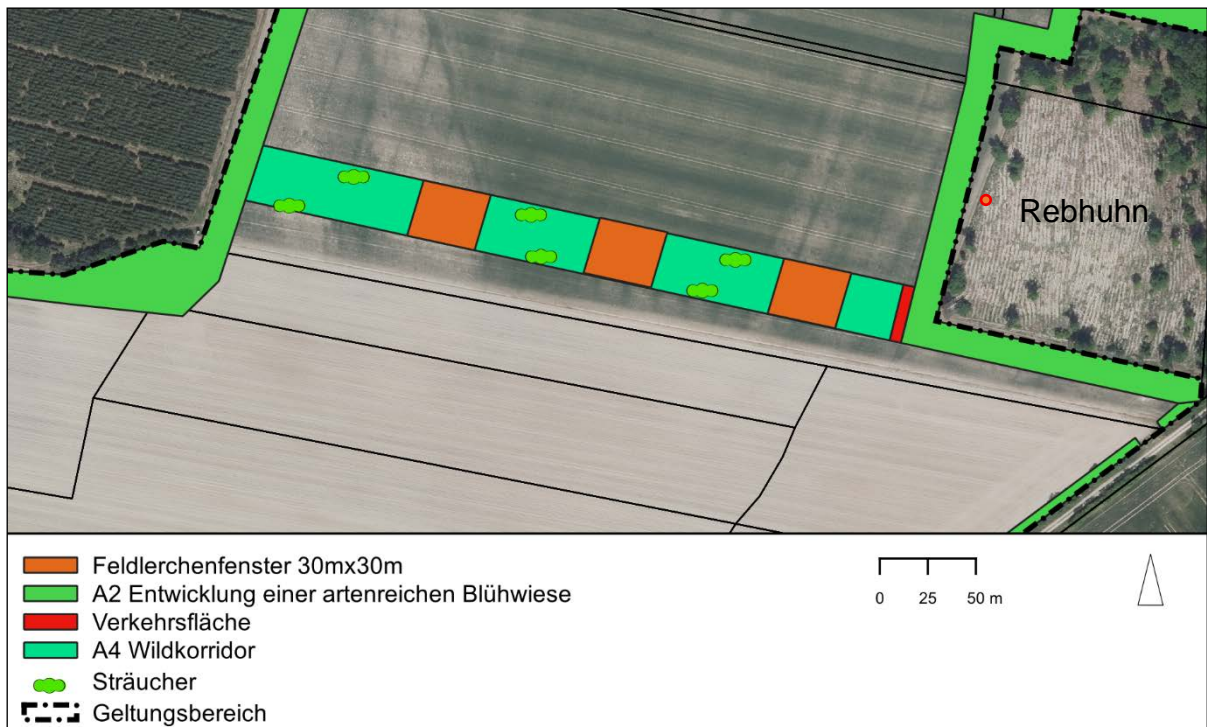 Rebhuhn
Feldlerchenfenster 30mx30m
A2 Entwicklung einer artenreichen Blühwiese
Verkehrsfläche
A4 Wildkorridor
Sträucher
Geltungsbereich
0 25 50 m